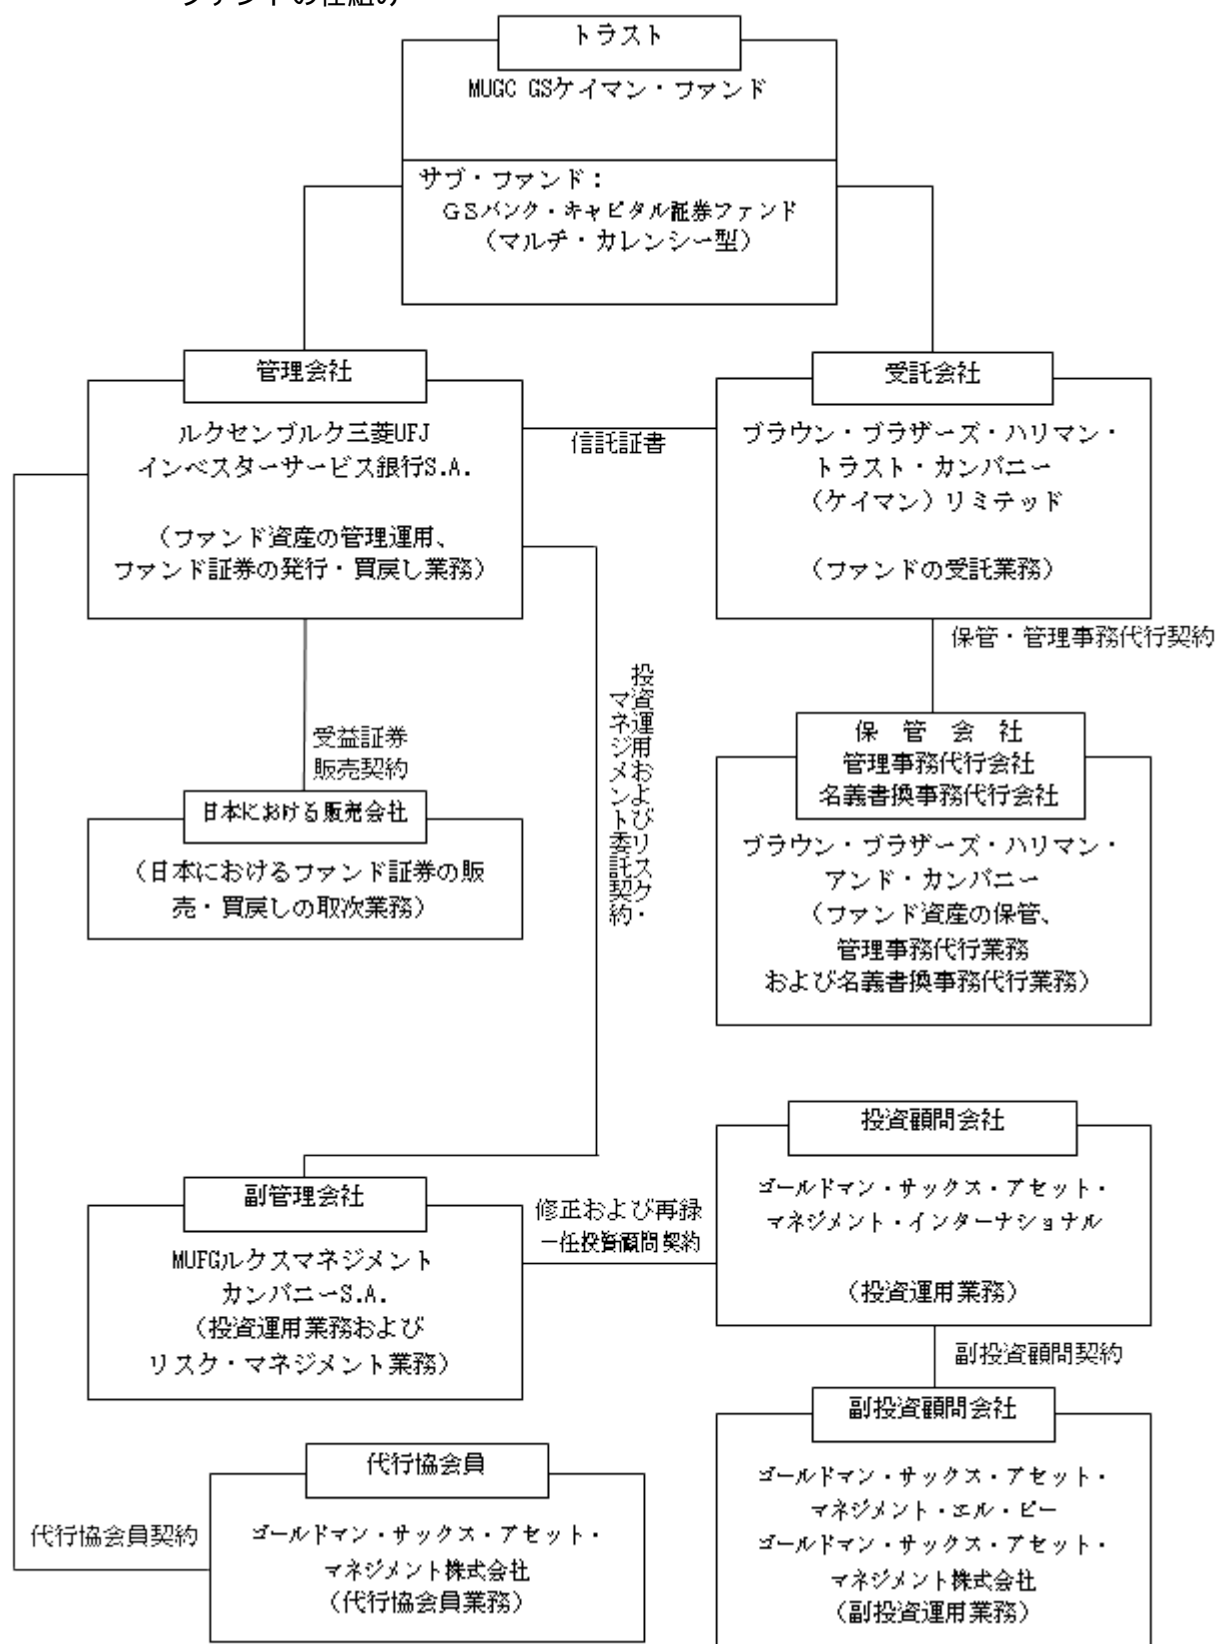 ファンドの仕組み
トラスト
MUGC GSケイマン・ファンド
サブ・ファンド：
GSバンク・キャピタル証券ファンド
（マルチ・カレンシー型）
管理会社
ルクセンブルク三菱UFJ
インベスターサービス銀行S.A.
（ファンド資産の管理運用、
ファンド証券の発行・買戻し業務）
信託証書
受託会社
ブラウン・ブラザーズ・ハリマン・
トラスト・カンパニー
（ケイマン）リミテッド
（ファンドの受託業務）
保管・管理事務代行契約
受益証券
販売契約
投資運用およびリスク・
マネジメント委託契約
保　管　会　社
管理事務代行会社
名義書換事務代行会社
ブラウン・ブラザーズ・ハリマン・
アンド・カンパニー
（ファンド資産の保管、
管理事務代行業務
および名義書換事務代行業務）
日本における販売会社
（日本におけるファンド証券の販
売・買戻しの取次業務）
副管理会社
MUFGルクスマネジメント
カンパニーS.A.
（投資運用業務および
リスク・マネジメント業務）
修正および再録
一任投資顧問契約
投資顧問会社
ゴールドマン・サックス・アセット・
マネジメント・インターナショナル
（投資運用業務）
副投資顧問契約
副投資顧問会社
ゴールドマン・サックス・アセット・
マネジメント・エル・ピー
ゴールドマン・サックス・アセット・
マネジメント株式会社
（副投資運用業務）
代行協会員契約
代行協会員
ゴールドマン・サックス・アセット・
マネジメント株式会社
（代行協会員業務）